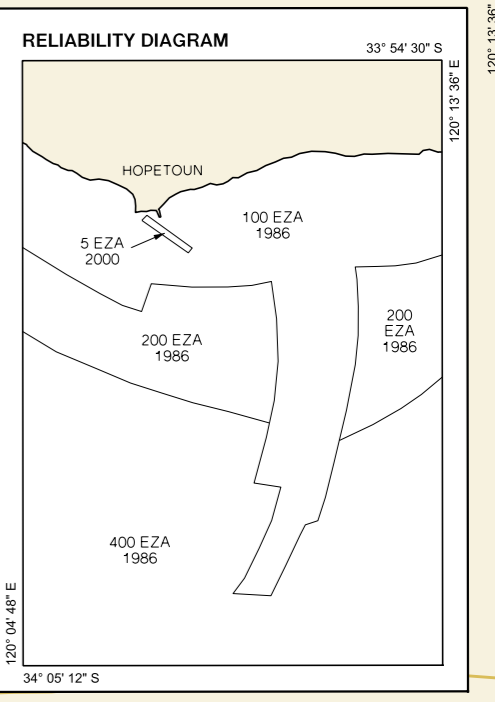 RELIABILITY DIAGRAM
33° 54' 30" S
120° 13' 36" E
120° 13' 36"
HOPETOUN
100 EZA
1986
5 EZA
2000
200 EZA
1986
200
EZA
1986
400 EZA
1986
120° 04' 48" E
34° 05' 12" S